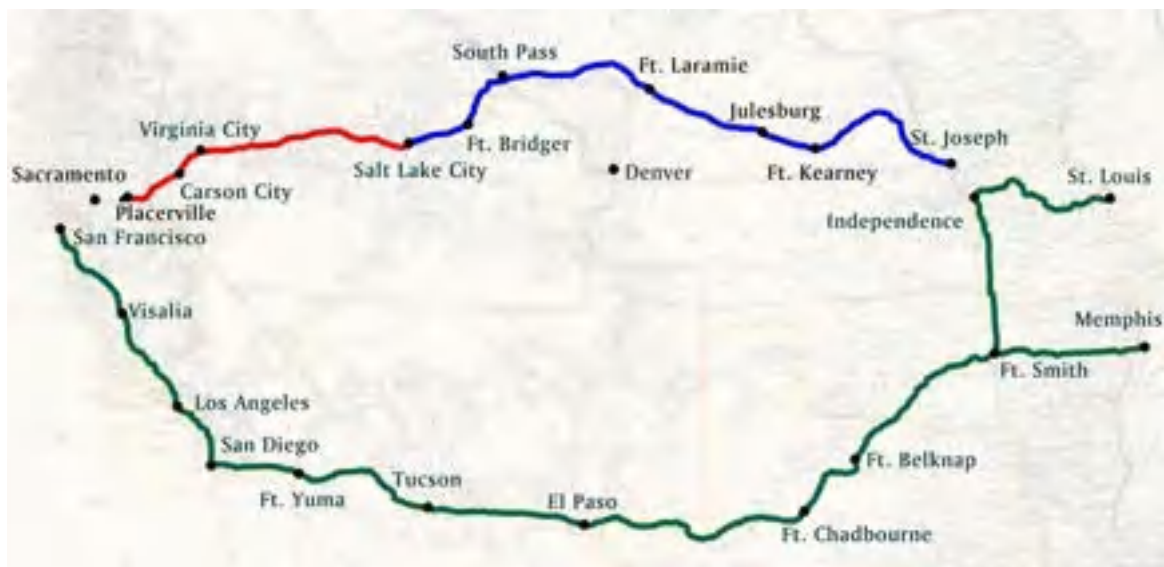 South Pass
Ft. Laramie
Julesburg
Virginia City
St. Joseph
Ft. Bridger
Salt Lake City
Denver
Ft. Kearney
St. Louis
Sacramento
Carson City
Placerville
Independence
San Francisco
Visalia
Memphis
Ft. Smith
Los Angeles
San Diego
Ft. Belknap
Tucson
Ft. Yuma
El Paso
Ft. Chadbourne